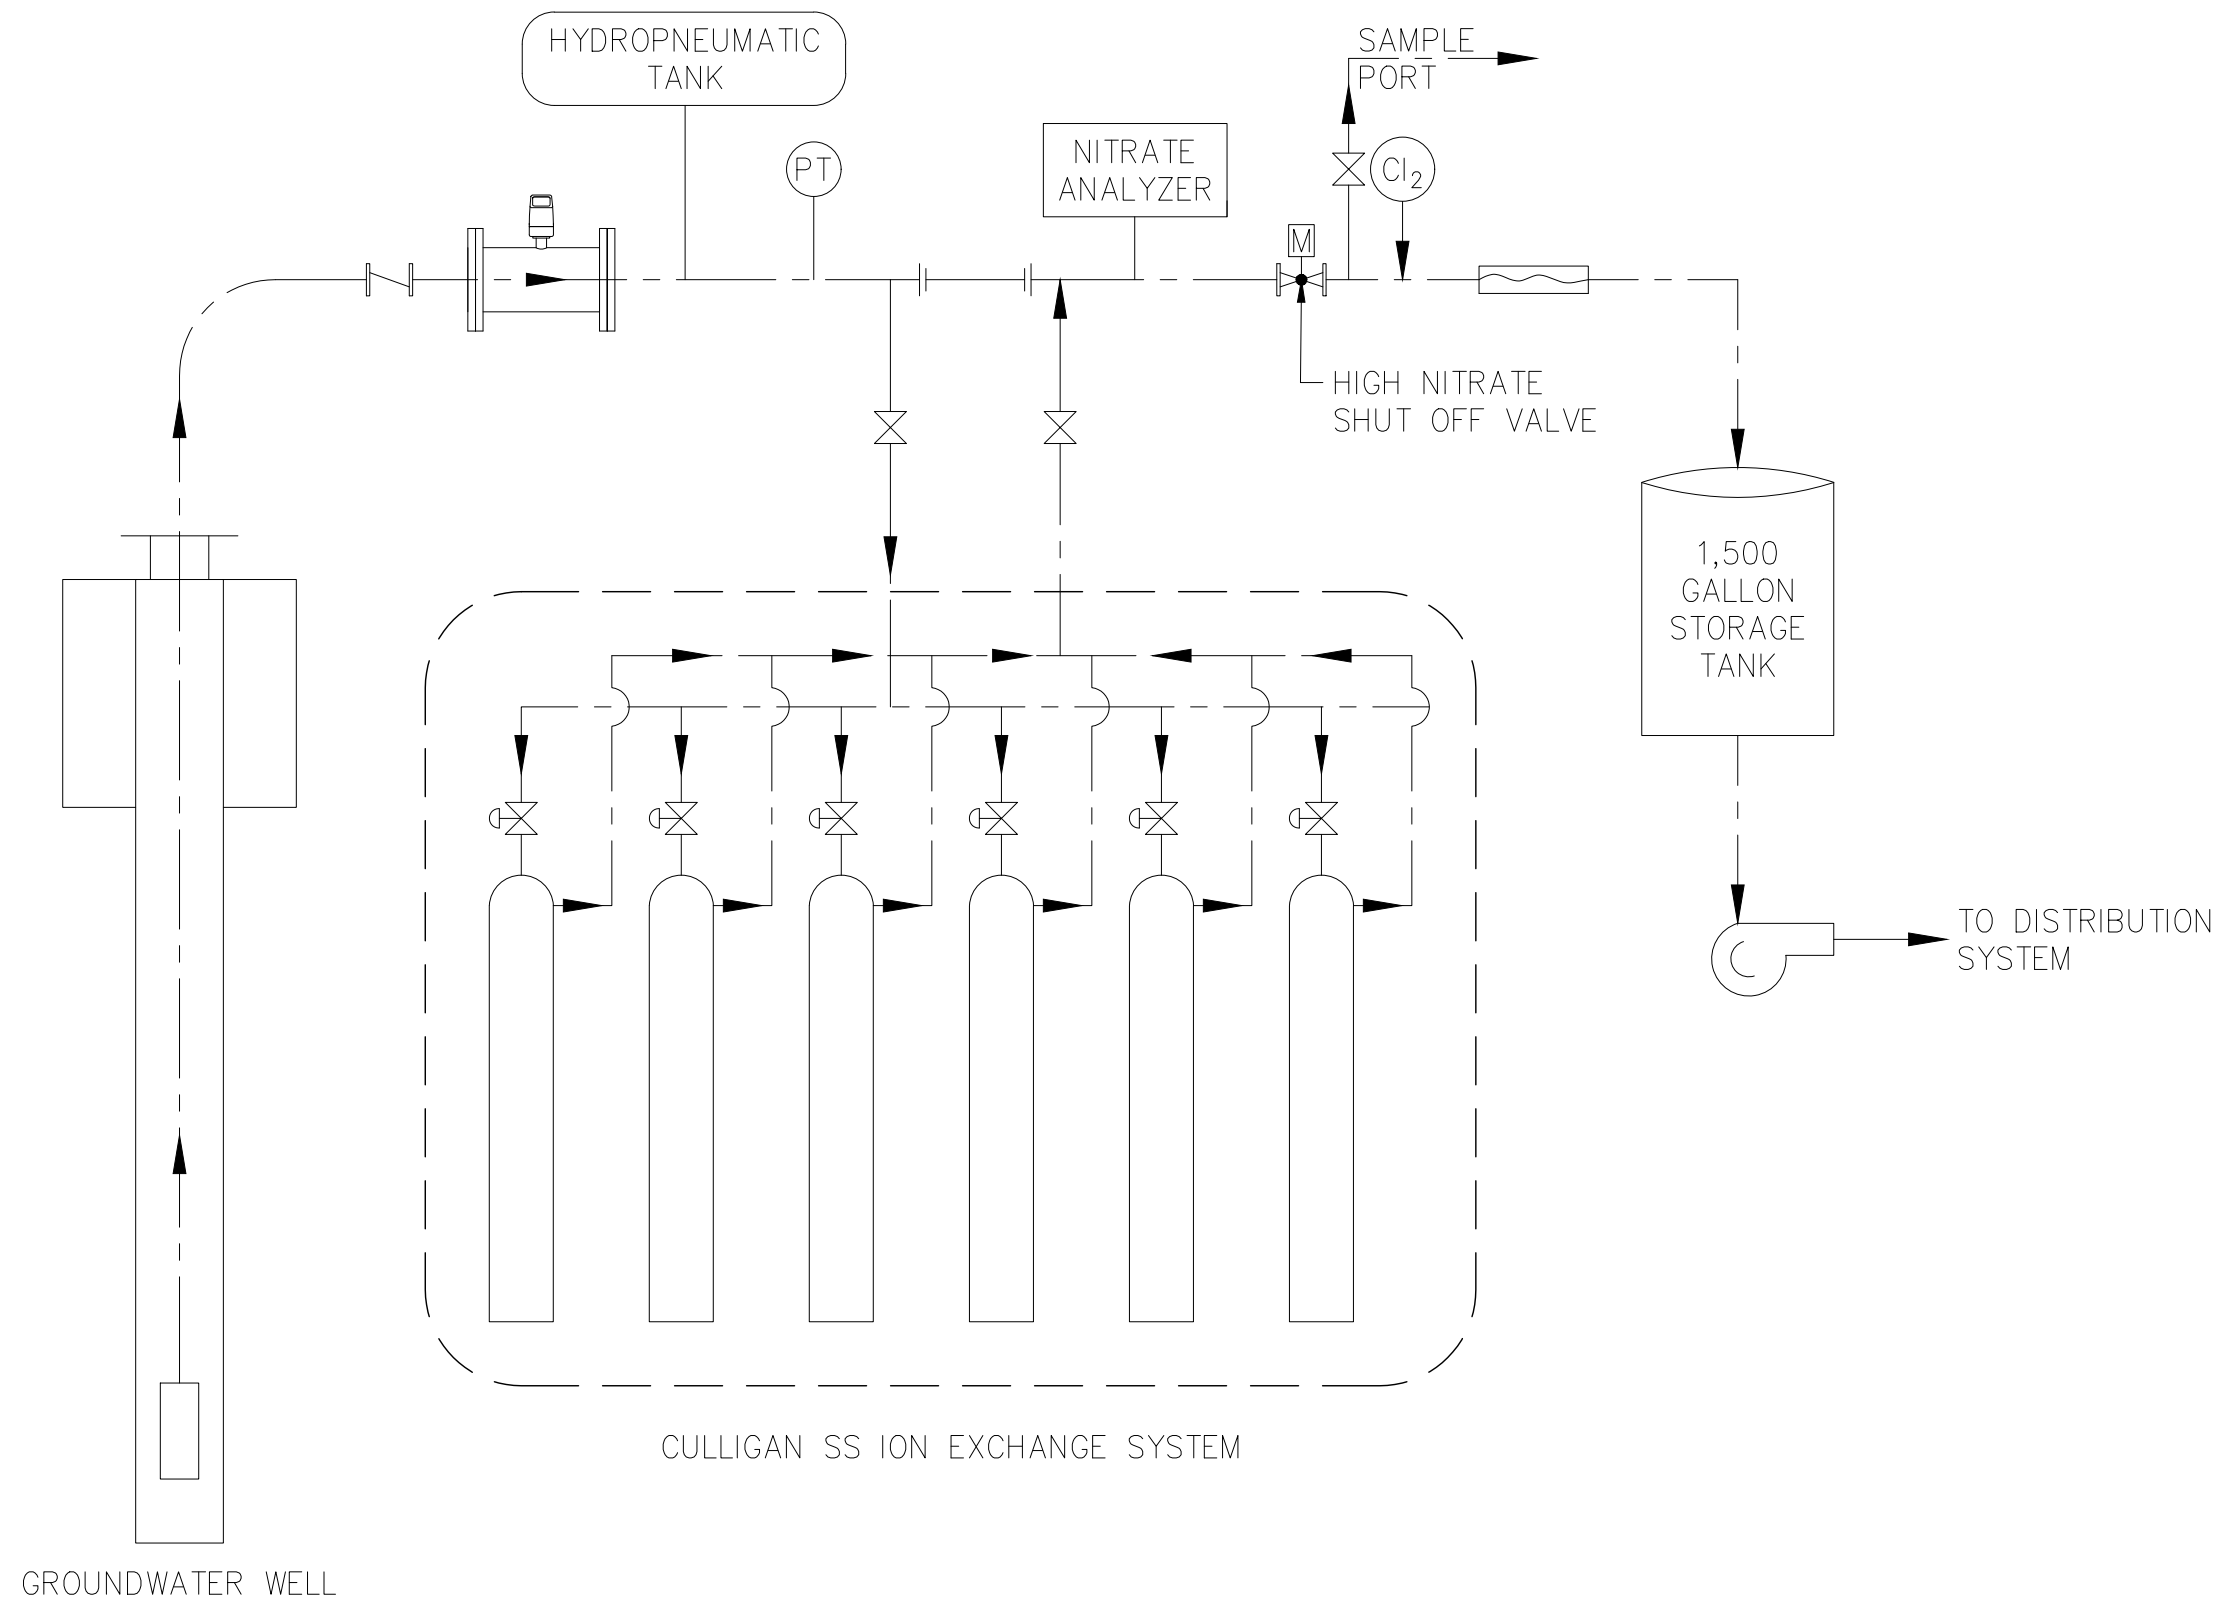 HYDROPNEUMATIC
TANK
SAMPLE
PORT
PT
NITRATE
ANALYZER
Cl₂
M
HIGH NITRATE
SHUT OFF VALVE
1,500
GALLON
STORAGE
TANK
TO DISTRIBUTION
SYSTEM
CULLIGAN SS ION EXCHANGE SYSTEM
GROUNDWATER WELL